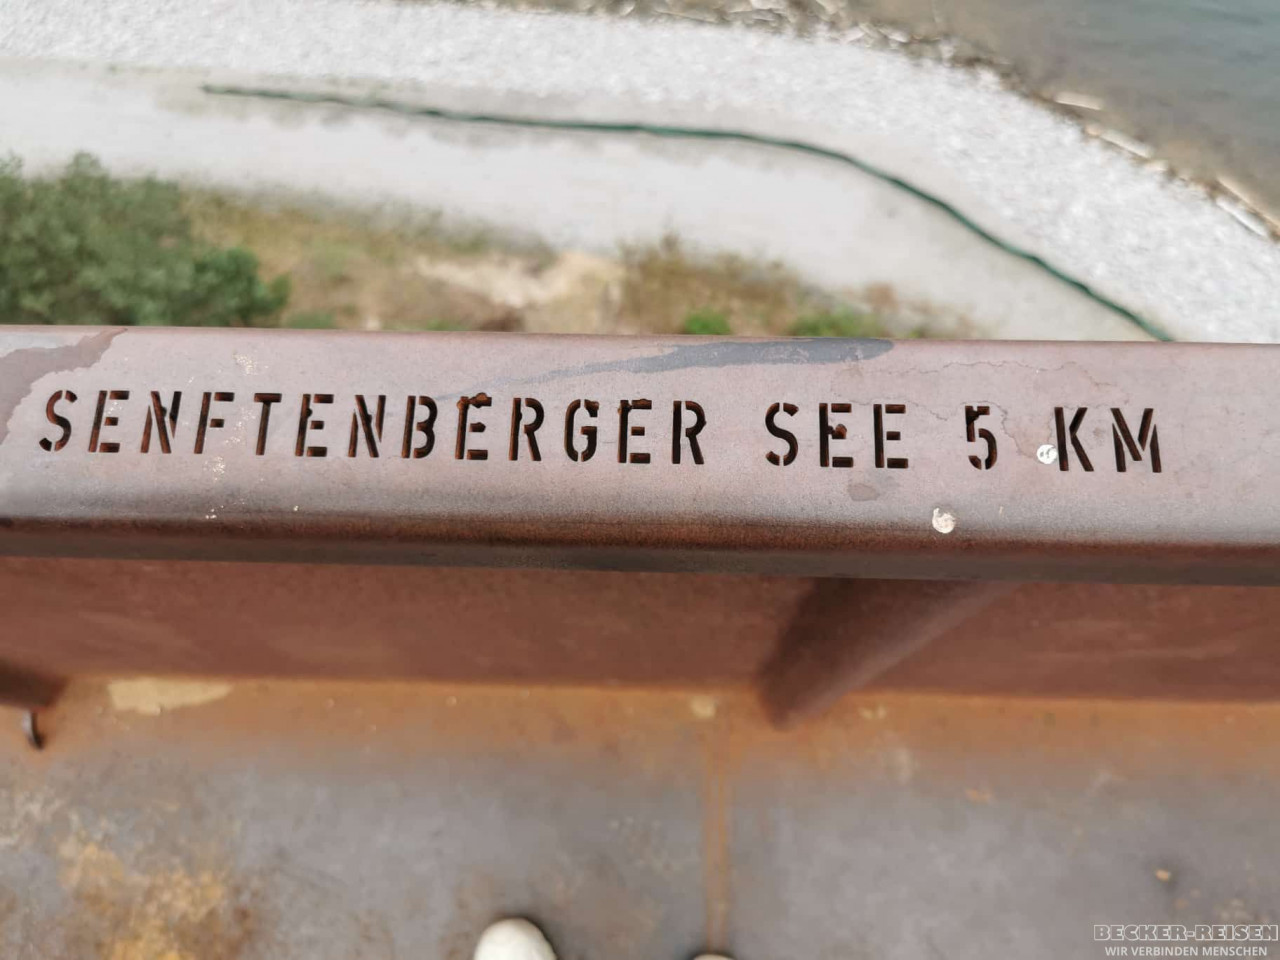 SENFTENBERGER SEE 5 KM
BECKER-REISEN
WIR VERBINDEN MENSCHEN